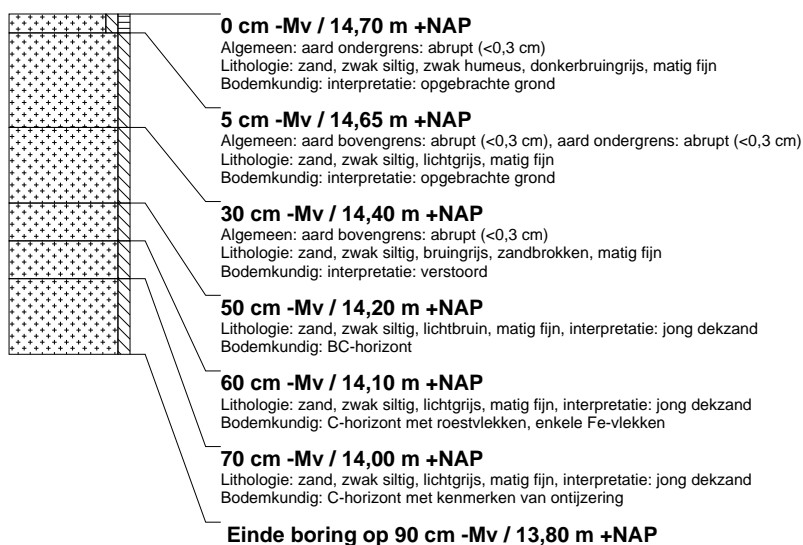 0 cm -Mv / 14,70 m +NAP
Algemeen: aard ondergrens: abrupt (<0,3 cm)
Lithologie: zand, zwak siltig, zwak humeus, donkerbruingrijs, matig fijn
Bodemkundig: interpretatie: opgebrachte grond
5 cm -Mv / 14,65 m +NAP
Algemeen: aard bovengrens: abrupt (<0,3 cm), aard ondergrens: abrupt (<0,3 cm)
Lithologie: zand, zwak siltig, lichtgrijs, matig fijn
Bodemkundig: interpretatie: opgebrachte grond
30 cm -Mv / 14,40 m +NAP
Algemeen: aard bovengrens: abrupt (<0,3 cm)
Lithologie: zand, zwak siltig, bruingrijs, zandbrokken, matig fijn
Bodemkundig: interpretatie: verstoord
50 cm -Mv / 14,20 m +NAP
Lithologie: zand, zwak siltig, lichtbruin, matig fijn, interpretatie: jong dekzand
Bodemkundig: BC-horizont
60 cm -Mv / 14,10 m +NAP
Lithologie: zand, zwak siltig, lichtgrijs, matig fijn, interpretatie: jong dekzand
Bodemkundig: C-horizont met roestvlekken, enkele Fe-vlekken
70 cm -Mv / 14,00 m +NAP
Lithologie: zand, zwak siltig, lichtgrijs, matig fijn, interpretatie: jong dekzand
Bodemkundig: C-horizont met kenmerken van ontijzering
Einde boring op 90 cm -Mv / 13,80 m +NAP